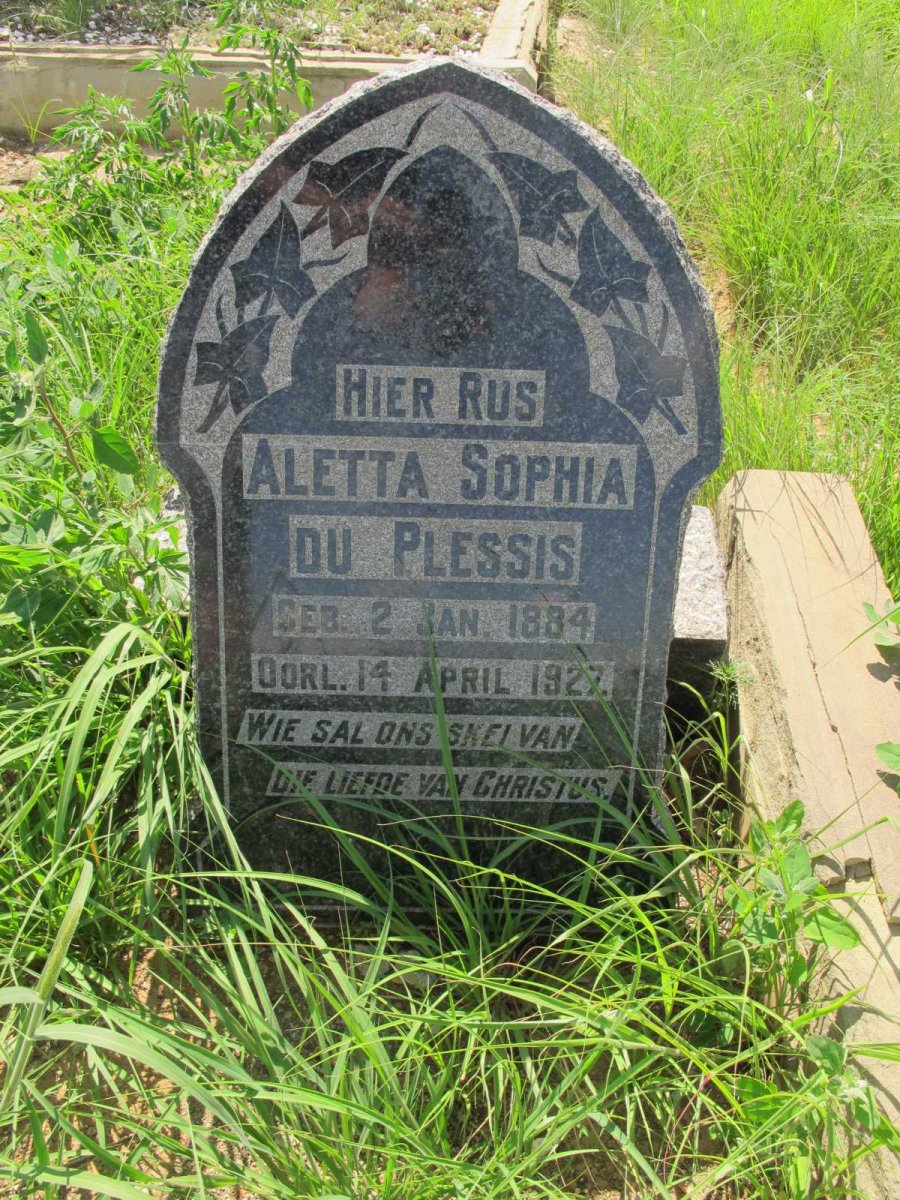 HIER RUS
ALETTA SOPHIA
DU PLESSIS
GEB. 2 JAN. 1884
OORL. 14 APRIL 1927.
WIE SAL ONS SKEI VAN
DIE LIEFDE VAN CHRISTUS.